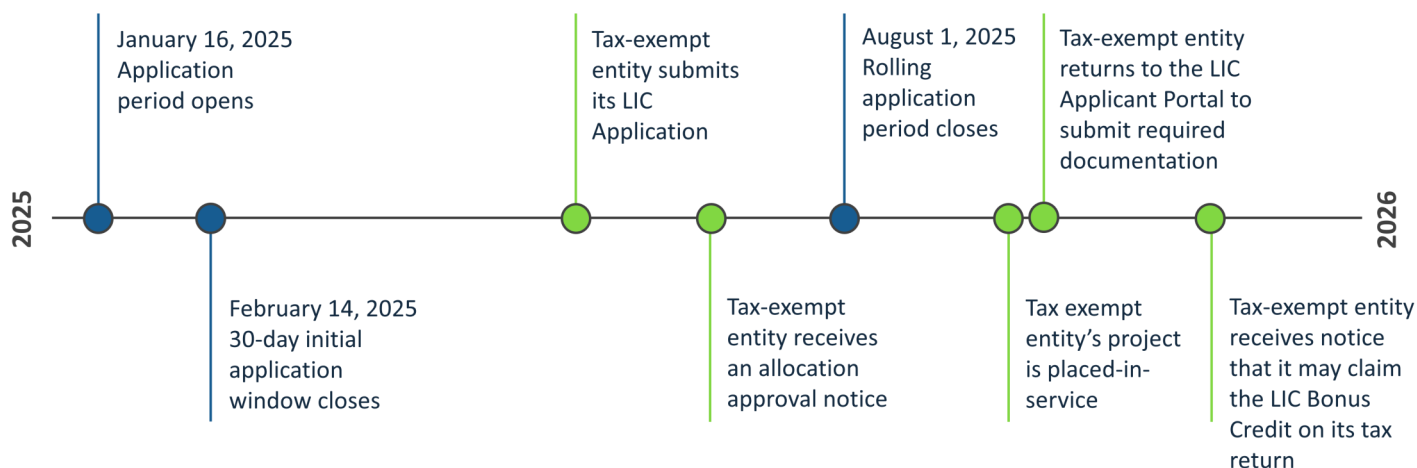 January 16, 2025
Application
period opens
Tax-exempt
entity submits
its LIC
Application
August 1, 2025
Rolling
application
period closes
Tax-exempt entity
returns to the LIC
Applicant Portal to
submit required
documentation
2025
2026
February 14, 2025
30-day initial
application
window closes
Tax-exempt
entity receives
an allocation
approval notice
Tax exempt
entity’s project
is placed-in-
service
Tax-exempt entity
receives notice
that it may claim
the LIC Bonus
Credit on its tax
return